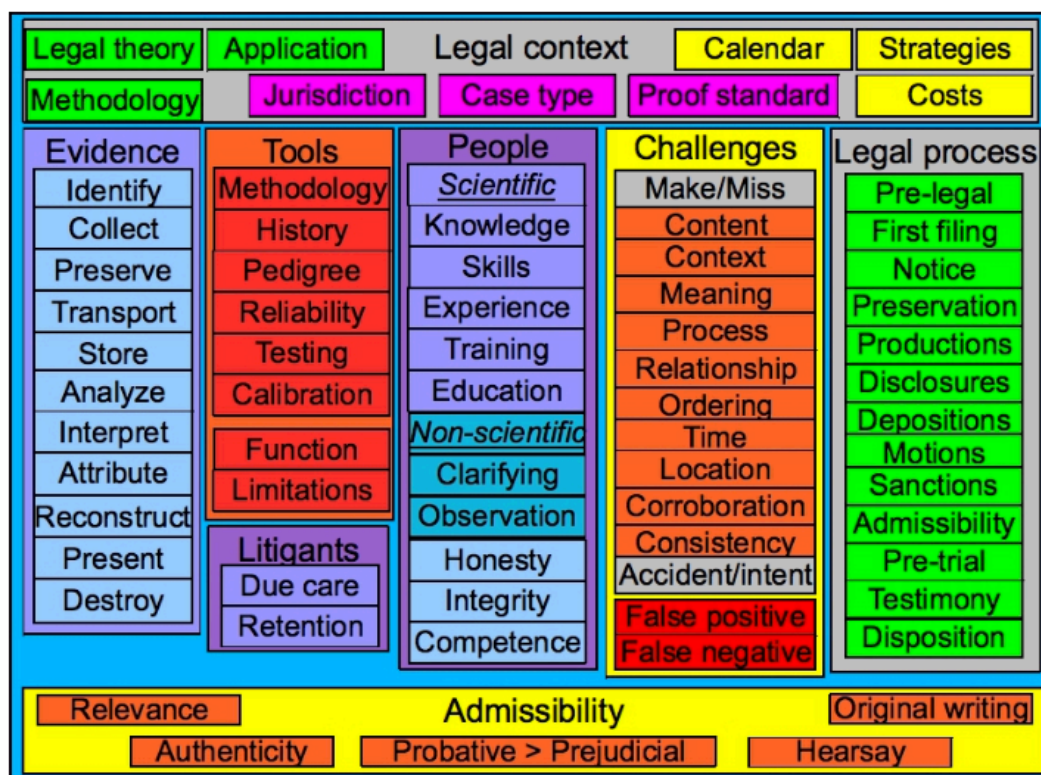 Legal theory
Application
Legal context
Calendar
Strategies
Methodology
Jurisdiction
Case type
Proof standard
Costs
Evidence
Identify
Collect
Preserve
Transport
Store
Analyze
Interpret
Attribute
Reconstruct
Present
Destroy
Tools
Methodology
History
Pedigree
Reliability
Testing
Calibration
Function
Limitations
Litigants
Due care
Retention
People
Scientific
Knowledge
Skills
Experience
Training
Education
Non-scientific
Clarifying
Observation
Honesty
Integrity
Competence
Challenges
Make/Miss
Content
Context
Meaning
Process
Relationship
Ordering
Time
Location
Corroboration
Consistency
Accident/intent
False positive
False negative
Legal process
Pre-legal
First filing
Notice
Preservation
Productions
Disclosures
Depositions
Motions
Sanctions
Admissibility
Pre-trial
Testimony
Disposition
Relevance
Admissibility
Original writing
Authenticity
Probative > Prejudicial
Hearsay